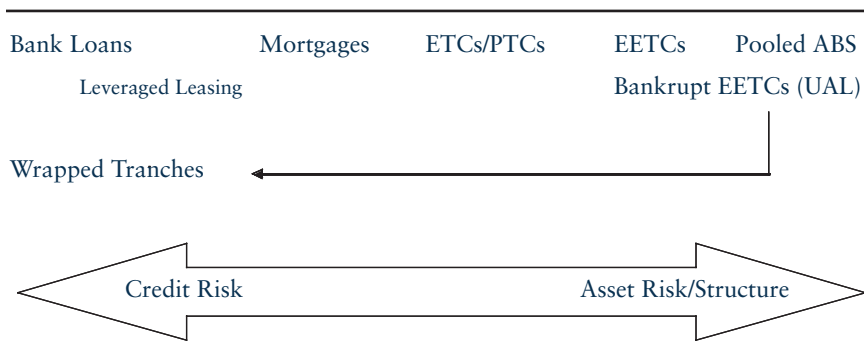 Bank Loans Mortgages ETCs/PTCs EETCs Pooled ABS
Leveraged Leasing Bankrupt EETCs (UAL)
Wrapped Tranches
Credit Risk Asset Risk/Structure